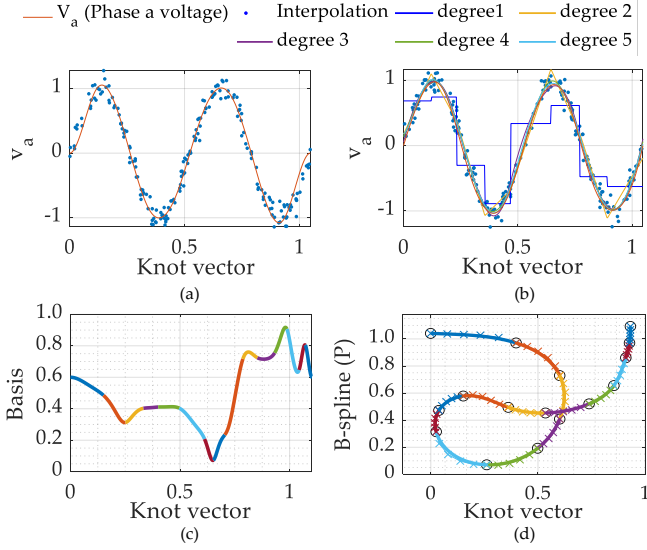 V a (Phase a voltage) Interpolation degree1 degree 2
degree 3 degree 4 degree 5
1
0
-1
v a
0 0.5 1
Knot vector
(a)
1
0
-1
v a
0 0.5 1
Knot vector
(b)
1.0
0.8
0.6
0.4
0.2
0
Basis
0 0.5 1
Knot vector
(c)
1.0
0.8
0.6
0.4
0.2
0
B-spline (P)
0 0.5 1
Knot vector
(d)